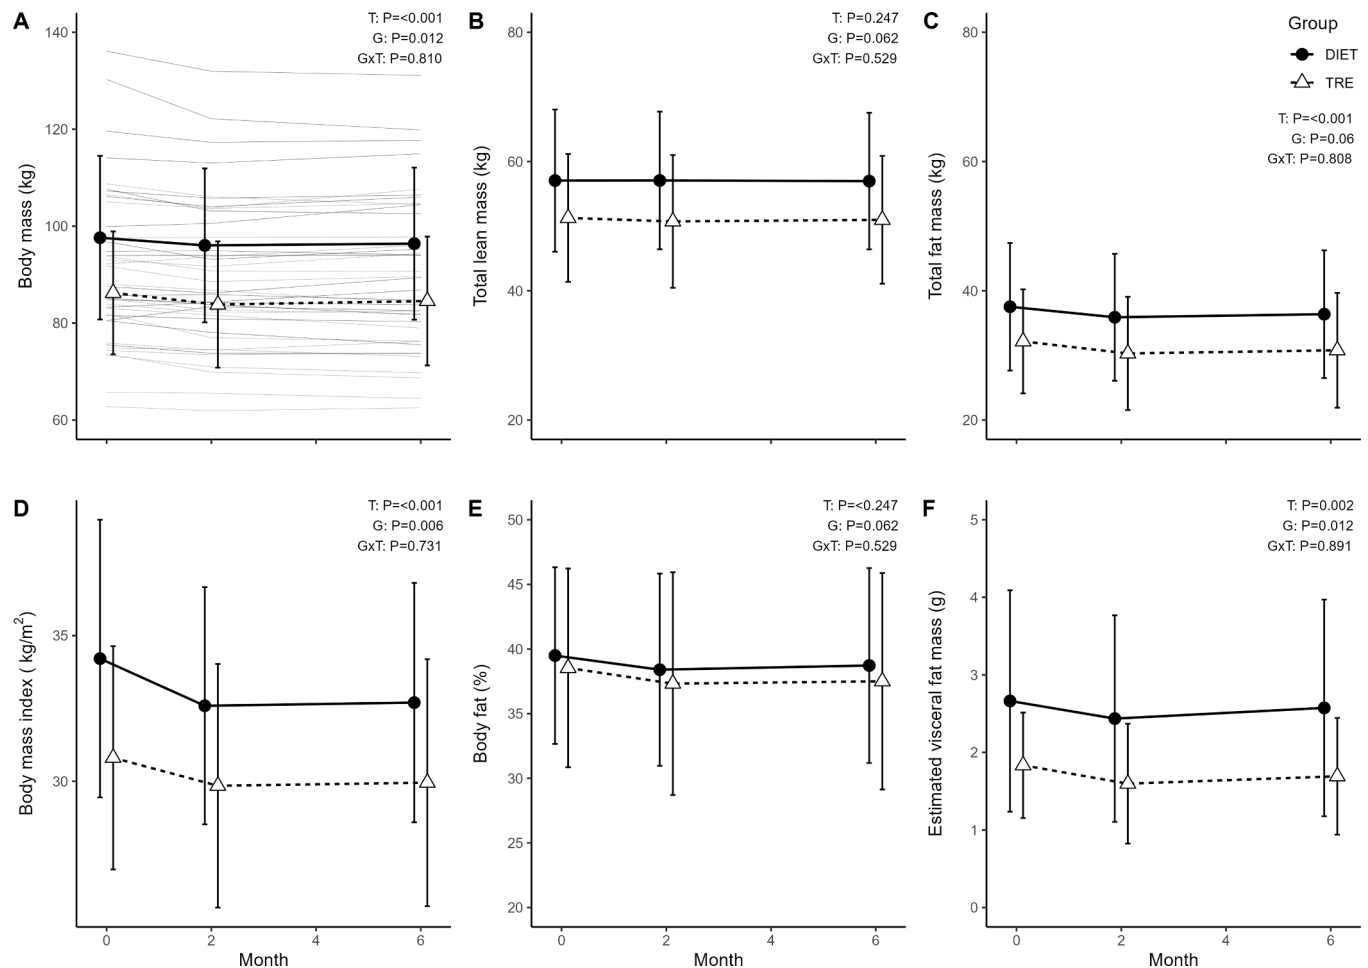 A
T: P=<0.001
G: P=0.012
GxT: P=0.810
Body mass (kg)
140
120
100
80
60
B
T: P=0.247
G: P=0.062
GxT: P=0.529
Total lean mass (kg)
80
60
40
20
C
Group
DIET
TRE
T: P=<0.001
G: P=0.06
GxT: P=0.808
Total fat mass (kg)
80
60
40
20
D
T: P=<0.001
G: P=0.006
GxT: P=0.731
Body mass index ( kg/m²)
35
30
0 2 4 6
Month
E
T: P=<0.247
G: P=0.062
GxT: P=0.529
Body fat (%)
50
45
40
35
30
25
20
0 2 4 6
Month
F
T: P=0.002
G: P=0.012
GxT: P=0.891
Estimated visceral fat mass (g)
5
4
3
2
1
0
0 2 4 6
Month